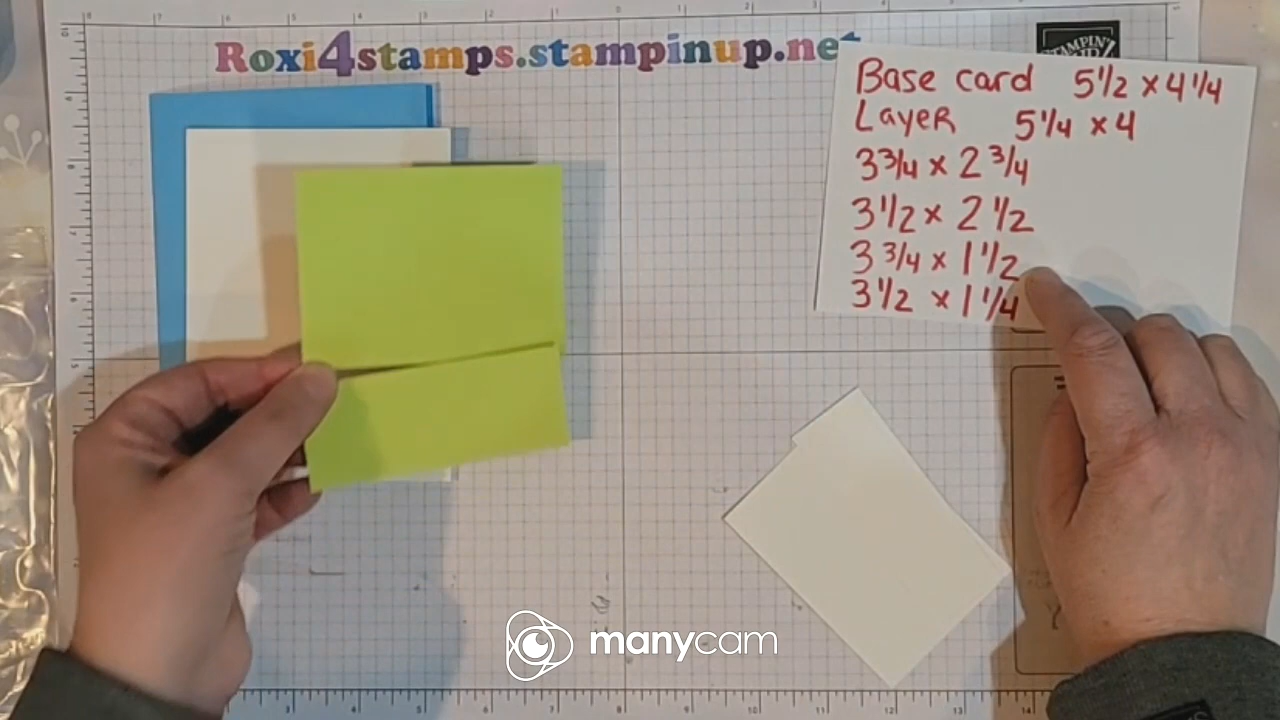 Roxi4stamps.stampinup.net
STAMPIN'
Base card 5 1/2 x 4 1/4
Layer 5 1/4 x 4
3 3/4 x 2 3/4
3 1/2 x 2 1/2
3 3/4 x 1 1/2
3 1/2 x 1 1/4
manycam